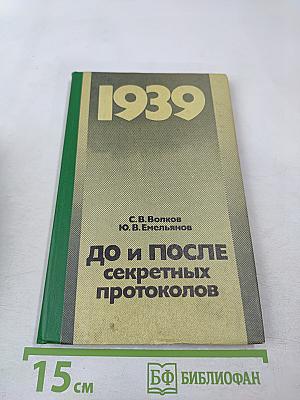 1939
С.В.Волков
Ю.В.Емельянов
ДО и ПОСЛЕ
секретных
протоколов
15 см
БФ БИБЛИОФАН